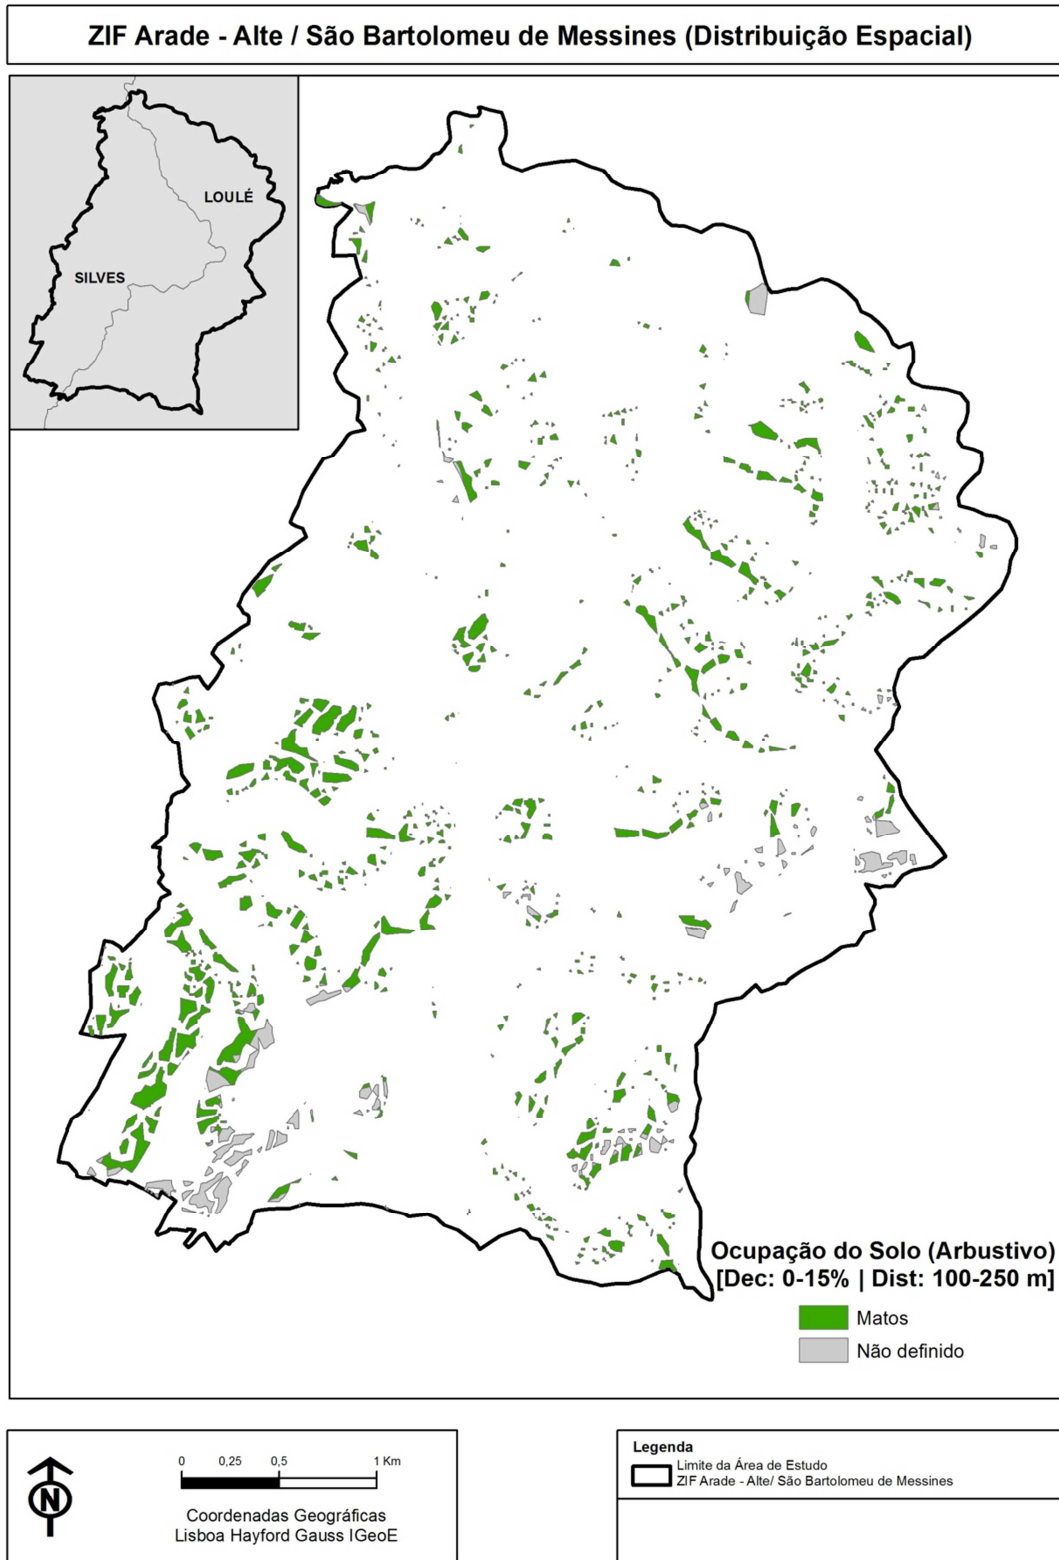 ZIF Arade - Alte / São Bartolomeu de Messines (Distribuição Espacial)
LOULÉ
SILVES
Ocupação do Solo (Arbustivo)
[Dec: 0-15% | Dist: 100-250 m]
Matos
Não definido
0 0,25 0,5 1 Km
N
Coordenadas Geográficas
Lisboa Hayford Gauss IGeoE
Legenda
Limite da Área de Estudo
ZIF Arade - Alte/ São Bartolomeu de Messines